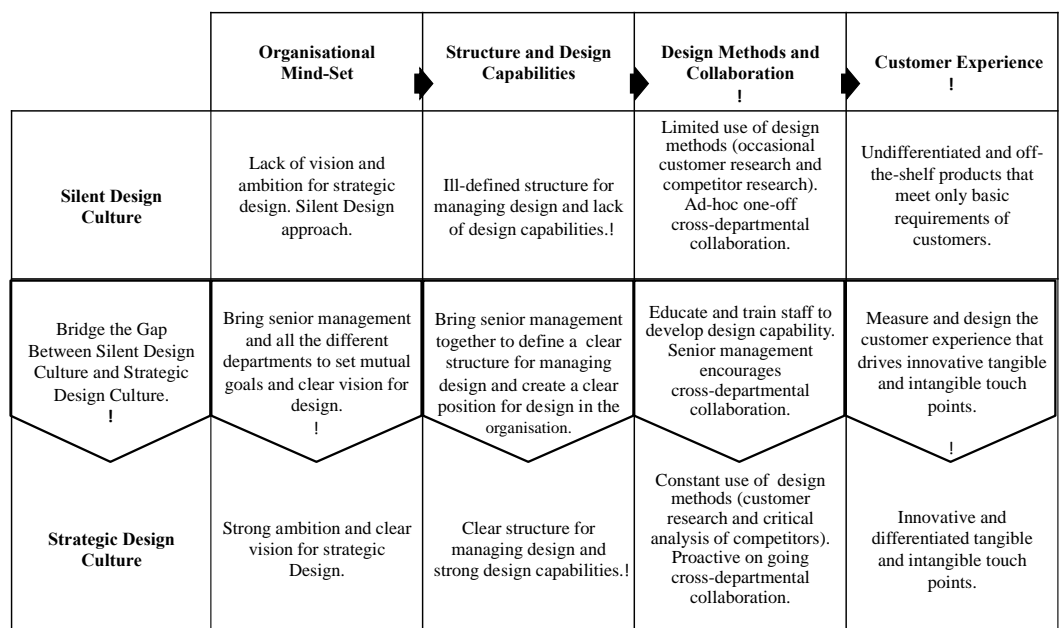 Organisational
Mind-Set
Structure and Design
Capabilities
Design Methods and
Collaboration
!
Customer Experience
!
Silent Design
Culture
Lack of vision and
ambition for strategic
design. Silent Design
approach.
Ill-defined structure for
managing design and lack
of design capabilities.!
Limited use of design
methods (occasional
customer research and
competitor research).
Ad-hoc one-off
cross-departmental
collaboration.
Undifferentiated and off-
the-shelf products that
meet only basic
requirements of
customers.
Bridge the Gap
Between Silent Design
Culture and Strategic
Design Culture.
!
Bring senior management
and all the different
departments to set mutual
goals and clear vision for
design.
!
Bring senior management
together to define a clear
structure for managing
design and create a clear
position for design in the
organisation.
Educate and train staff to
develop design capability.
Senior management
encourages
cross-departmental
collaboration.
Measure and design the
customer experience that
drives innovative tangible
and intangible touch
points.
!
Strategic Design
Culture
Strong ambition and clear
vision for strategic
Design.
Clear structure for
managing design and
strong design capabilities.!
Constant use of design
methods (customer
research and critical
analysis of competitors).
Proactive on going
cross-departmental
collaboration.
Innovative and
differentiated tangible
and intangible touch
points.